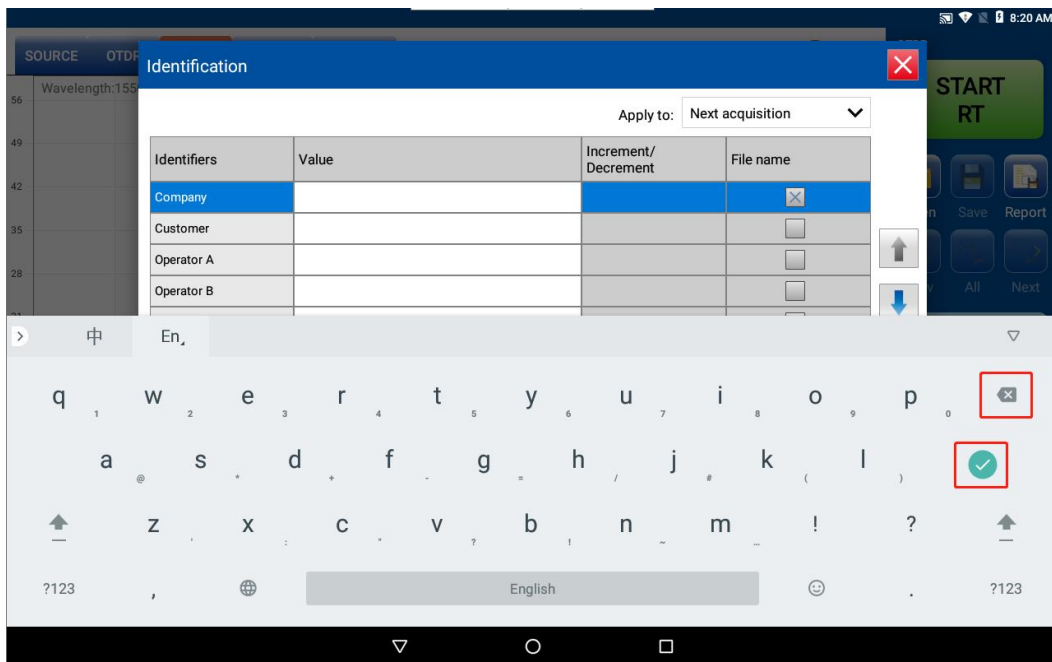 8:20 AM
SOURCE
Identification
START
RT
Wavelength:155
Apply to: Next acquisition
56
49
Identifiers Value Increment/ File name
Decrement
42
Company
Save Report
35
Customer
Operator A
28
Operator B
All Next
中 En
q 1 w 2 e 3 r 4 t 5 y 6 u 7 i 8 o 9 p 0
a @ s * d + f - g = h / j # k ( l )
z ' x : c " v ? b ! n ~ m … ! ?
?123 , English . ?123